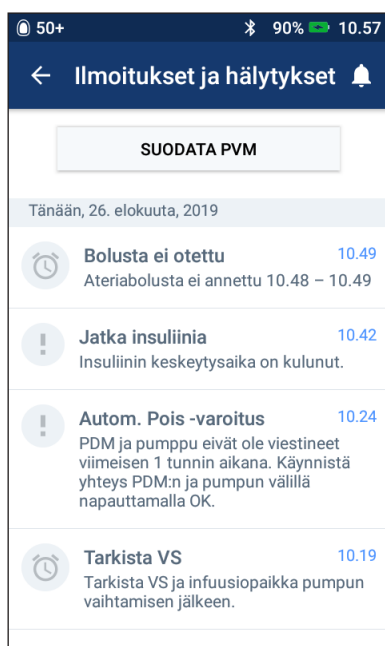 50+ 90% 10.57
Ilmoitukset ja hälytykset
SUODATA PVM
Tänään, 26. elokuuta, 2019
Bolusta ei otettu 10.49
Ateriabolusta ei annettu 10.48 – 10.49
Jatka insuliinia 10.42
Insuliinin keskeytysaika on kulunut.
Autom. Pois -varoitus 10.24
PDM ja pumppu eivät ole viestineet
viimeisen 1 tunnin aikana. Käynnistä
yhteys PDM:n ja pumpun välillä
napauttamalla OK.
Tarkista VS 10.19
Tarkista VS ja infuusiopaikka pumpun
vaihtamisen jälkeen.